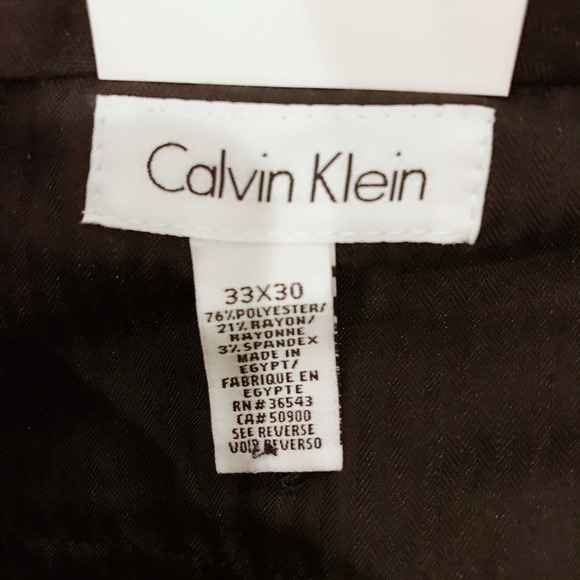 Calvin Klein
33X30
76%POLYESTER/
21% RAYON/
RAYONNE
3% SPANDEX
MADE IN
EGYPT/
FABRIQUE EN
EGYPTE
RN# 36543
CA# 50900
SEE REVERSE
VOIR REVERSO